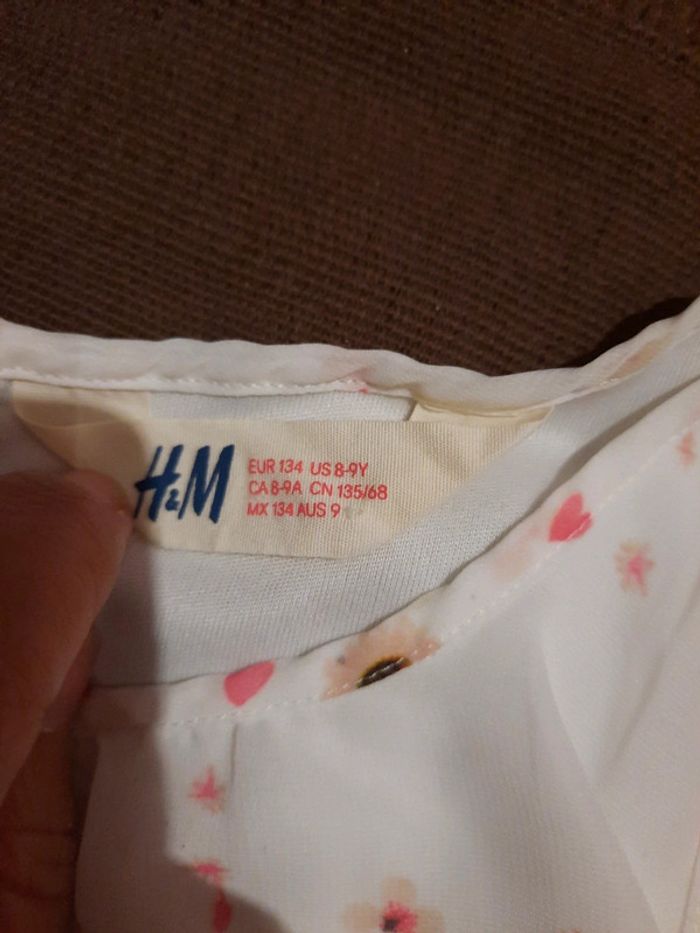 H&M
EUR 134 US 8-9Y
CA 8-9A CN 135/68
MX 134 AUS 9